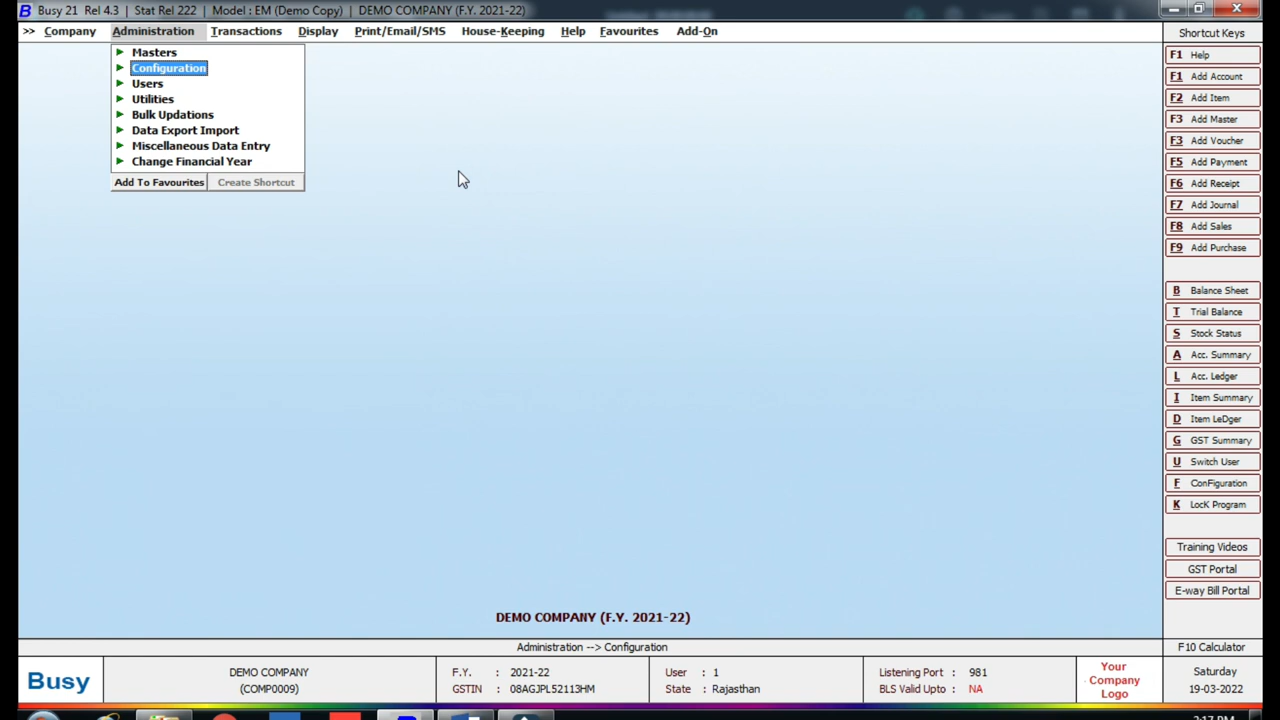 Busy 21 Rel 4.3 | Stat Rel 222 | Model : EM (Demo Copy) | DEMO COMPANY (F.Y. 2021-22)
>> Company Administration Transactions Display Print/Email/SMS House-Keeping Help Favourites Add-On
Masters
Configuration
Users
Utilities
Bulk Updations
Data Export Import
Miscellaneous Data Entry
Change Financial Year
Add To Favourites Create Shortcut
Shortcut Keys
F1 Help
F1 Add Account
F2 Add Item
F3 Add Master
F3 Add Voucher
F5 Add Payment
F6 Add Receipt
F7 Add Journal
F8 Add Sales
F9 Add Purchase
B Balance Sheet
T Trial Balance
S Stock Status
A Acc. Summary
L Acc. Ledger
I Item Summary
D Item LeDger
G GST Summary
U Switch User
F ConFiguration
K LocK Program
Training Videos
GST Portal
E-way Bill Portal
DEMO COMPANY (F.Y. 2021-22)
Administration --> Configuration
F10 Calculator
Busy
DEMO COMPANY
(COMP0009)
F.Y. : 2021-22
GSTIN : 08AGJPL52113HM
User : 1
State : Rajasthan
Listening Port : 981
BLS Valid Upto : NA
Your
Company
Logo
Saturday
19-03-2022
2:17 PM